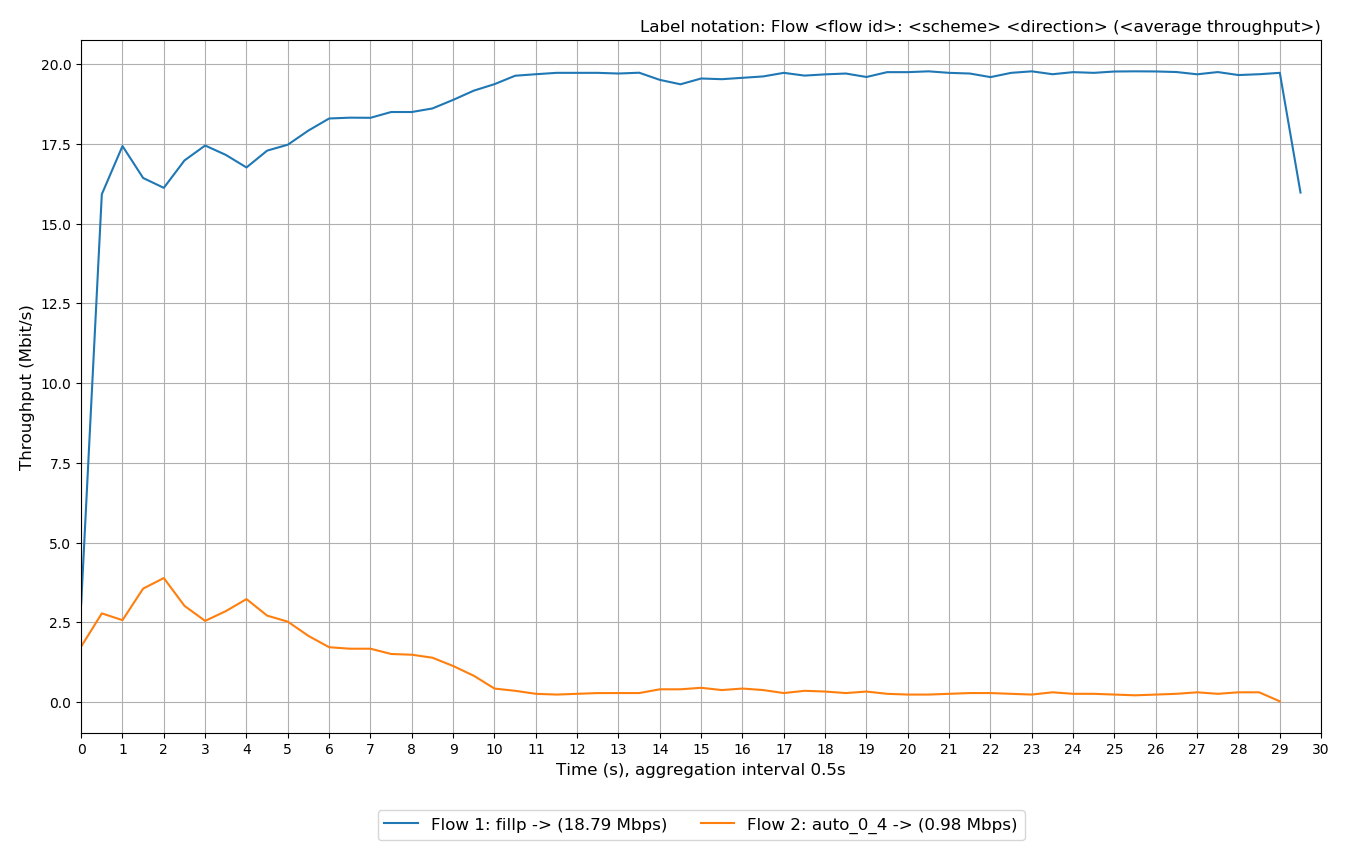 Label notation: Flow <flow id>: <scheme> <direction> (<average throughput>)
20.0
17.5
15.0
12.5
10.0
7.5
5.0
2.5
0.0
Throughput (Mbit/s)
0 1 2 3 4 5 6 7 8 9 10 11 12 13 14 15 16 17 18 19 20 21 22 23 24 25 26 27 28 29 30
Time (s), aggregation interval 0.5s
Flow 1: fillp -> (18.79 Mbps) Flow 2: auto_0_4 -> (0.98 Mbps)